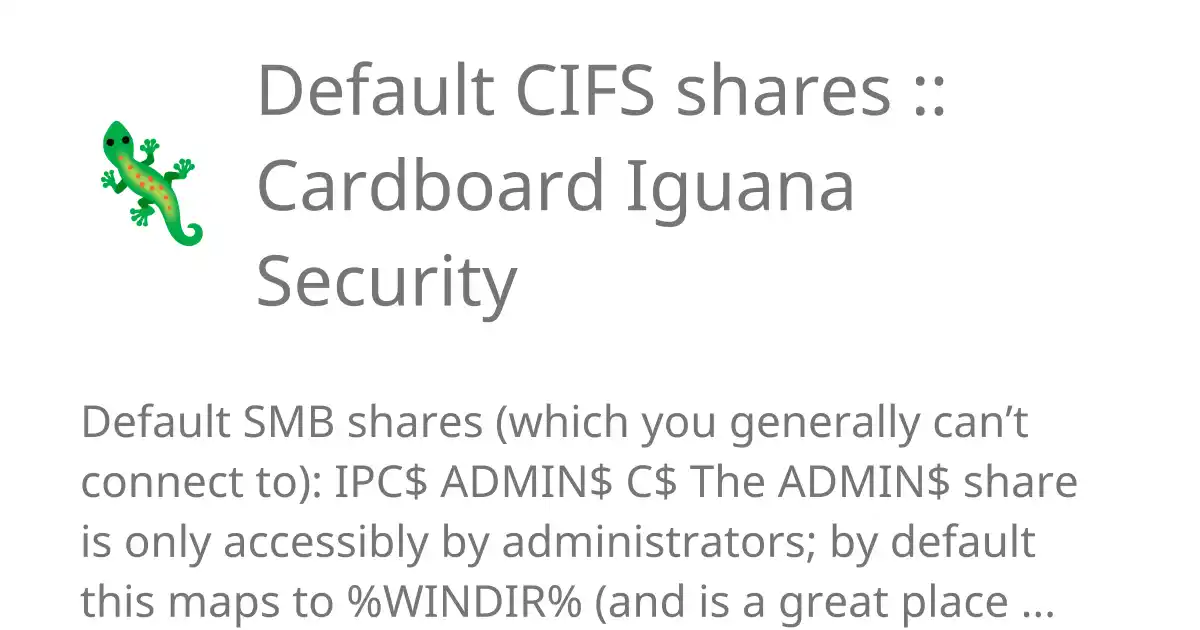 Default CIFS shares ::
Cardboard Iguana
Security
Default SMB shares (which you generally can’t
connect to): IPC$ ADMIN$ C$ The ADMIN$ share
is only accessibly by administrators; by default
this maps to %WINDIR% (and is a great place ...